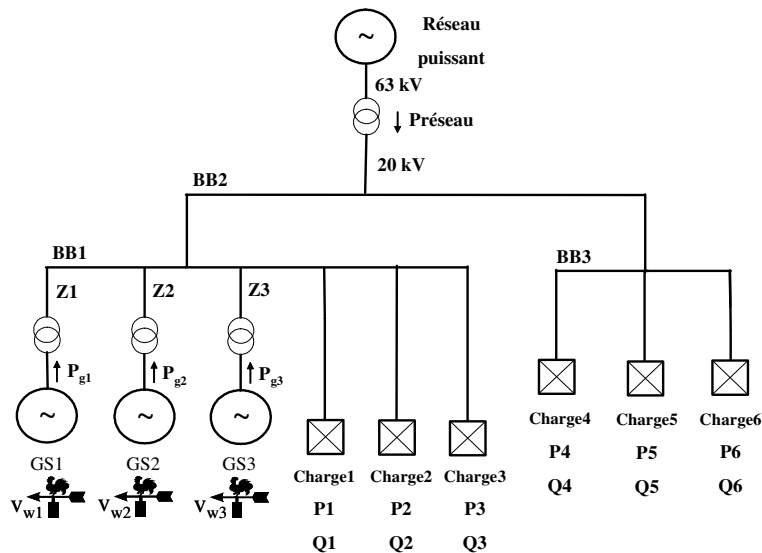 ~
Réseau
puissant
63 kV
Préseau
20 kV
BB2
BB1
BB3
Z1
Z2
Z3
Pg1
Pg2
Pg3
~
~
~
GS1
GS2
GS3
Vw1
Vw2
Vw3
Charge1
P1
Q1
Charge2
P2
Q2
Charge3
P3
Q3
Charge4
P4
Q4
Charge5
P5
Q5
Charge6
P6
Q6